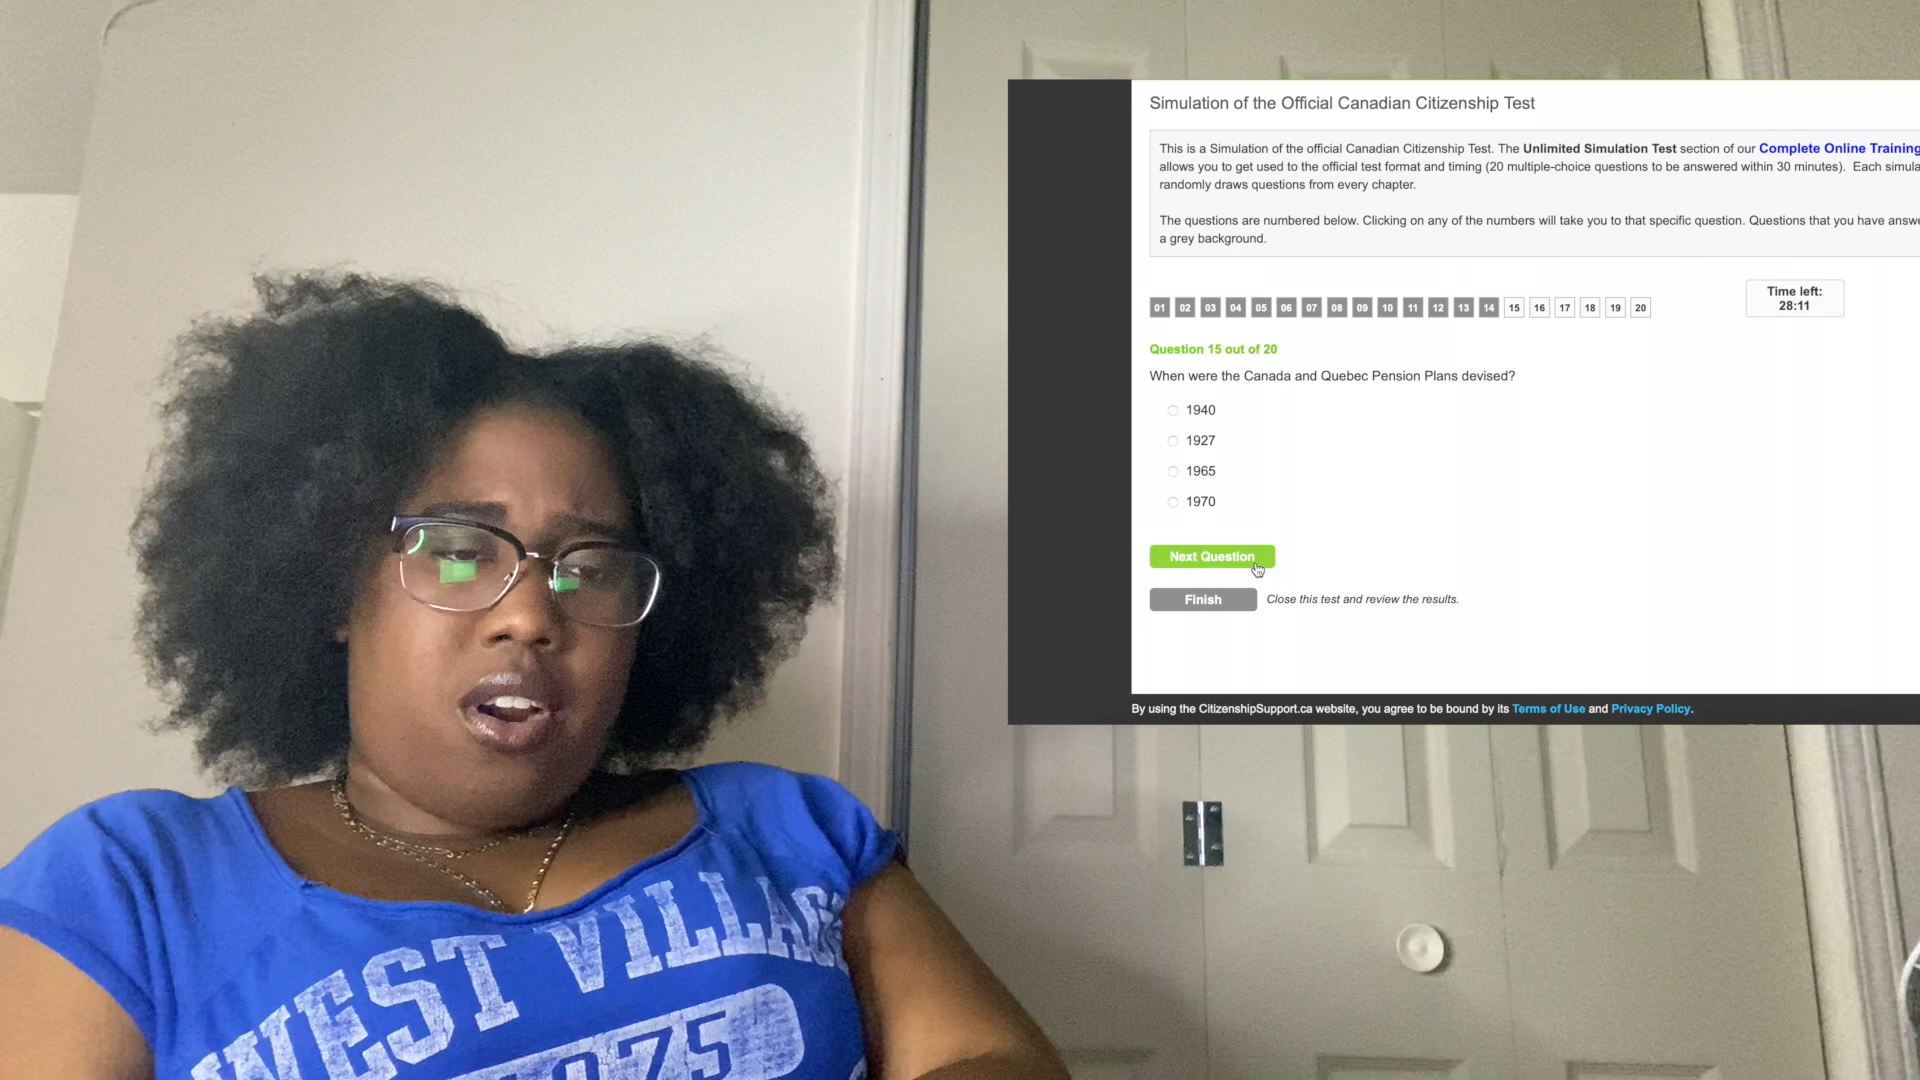 Simulation of the Official Canadian Citizenship Test
This is a Simulation of the official Canadian Citizenship Test. The Unlimited Simulation Test section of our Complete Online Training
allows you to get used to the official test format and timing (20 multiple-choice questions to be answered within 30 minutes). Each
randomly draws questions from every chapter.
The questions are numbered below. Clicking on any of the numbers will take you to that specific question. Questions that you have
a grey background.
Time left:
28:11
01 02 03 04 05 06 07 08 09 10 11 12 13 14 15 16 17 18 19 20
Question 15 out of 20
When were the Canada and Quebec Pension Plans devised?
1940
1927
1965
1970
Next Question
Finish Close this test and review the results.
By using the CitizenshipSupport.ca website, you agree to be bound by its Terms of Use and Privacy Policy.
WEST VILLAGE